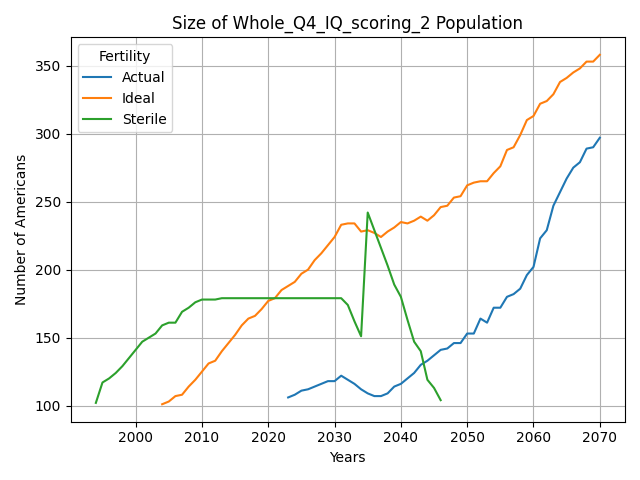 Size of Whole_Q4_IQ_scoring_2 Population
Fertility
Actual
Ideal
Sterile
Number of Americans
350
300
250
200
150
100
2000 2010 2020 2030 2040 2050 2060 2070
Years